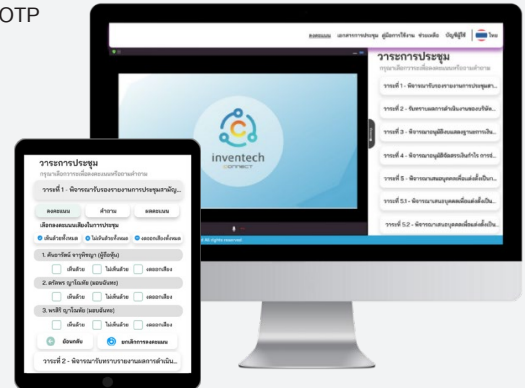 OTP
ลงคะแนน เอกสารการประชุม คู่มือการใช้งาน ช่วยเหลือ บัญชีผู้ใช้ ไทย
วาระการประชุม
กรุณาเลือกวาระเพื่อลงคะแนนหรือถามคำถาม
วาระที่ 1 - พิจารณารับรองรายงานการประชุมสา...
วาระที่ 2 - รับทราบผลการดำเนินงานของบริษัท...
วาระที่ 3 - พิจารณาอนุมัติงบแสดงฐานะการเงิน...
วาระที่ 4 - พิจารณาอนุมัติจัดสรรเงินกำไร การจ่...
วาระที่ 5 - พิจารณาเสนอบุคคลเพื่อแต่งตั้งเป็นก...
วาระที่ 5.1 - พิจารณาเสนอบุคคลเพื่อแต่งตั้งเป็น...
วาระที่ 5.2 - พิจารณาเสนอบุคคลเพื่อแต่งตั้งเป็น...
inventech
CONNECT
All rights reserved
วาระการประชุม
กรุณาเลือกวาระเพื่อลงคะแนนหรือถามคำถาม
วาระที่ 1 - พิจารณารับรองรายงานการประชุมสามัญ...
ลงคะแนน คำถาม ผลคะแนน
เลือกลงคะแนนเสียงในการประชุม
เห็นด้วยทั้งหมด ไม่เห็นด้วยทั้งหมด งดออกเสียงทั้งหมด
1. คันธารัตน์ จารุพิชญา (ผู้ถือหุ้น)
เห็นด้วย ไม่เห็นด้วย งดออกเสียง
2. ตรัลพร ญาโณทัย (มอบฉันทะ)
เห็นด้วย ไม่เห็นด้วย งดออกเสียง
3. พาสิริ ญาโณทัย (มอบฉันทะ)
เห็นด้วย ไม่เห็นด้วย งดออกเสียง
ย้อนกลับ ยกเลิกการลงคะแนน
วาระที่ 2 - พิจารณารับทราบรายงานผลการดำเนิน...